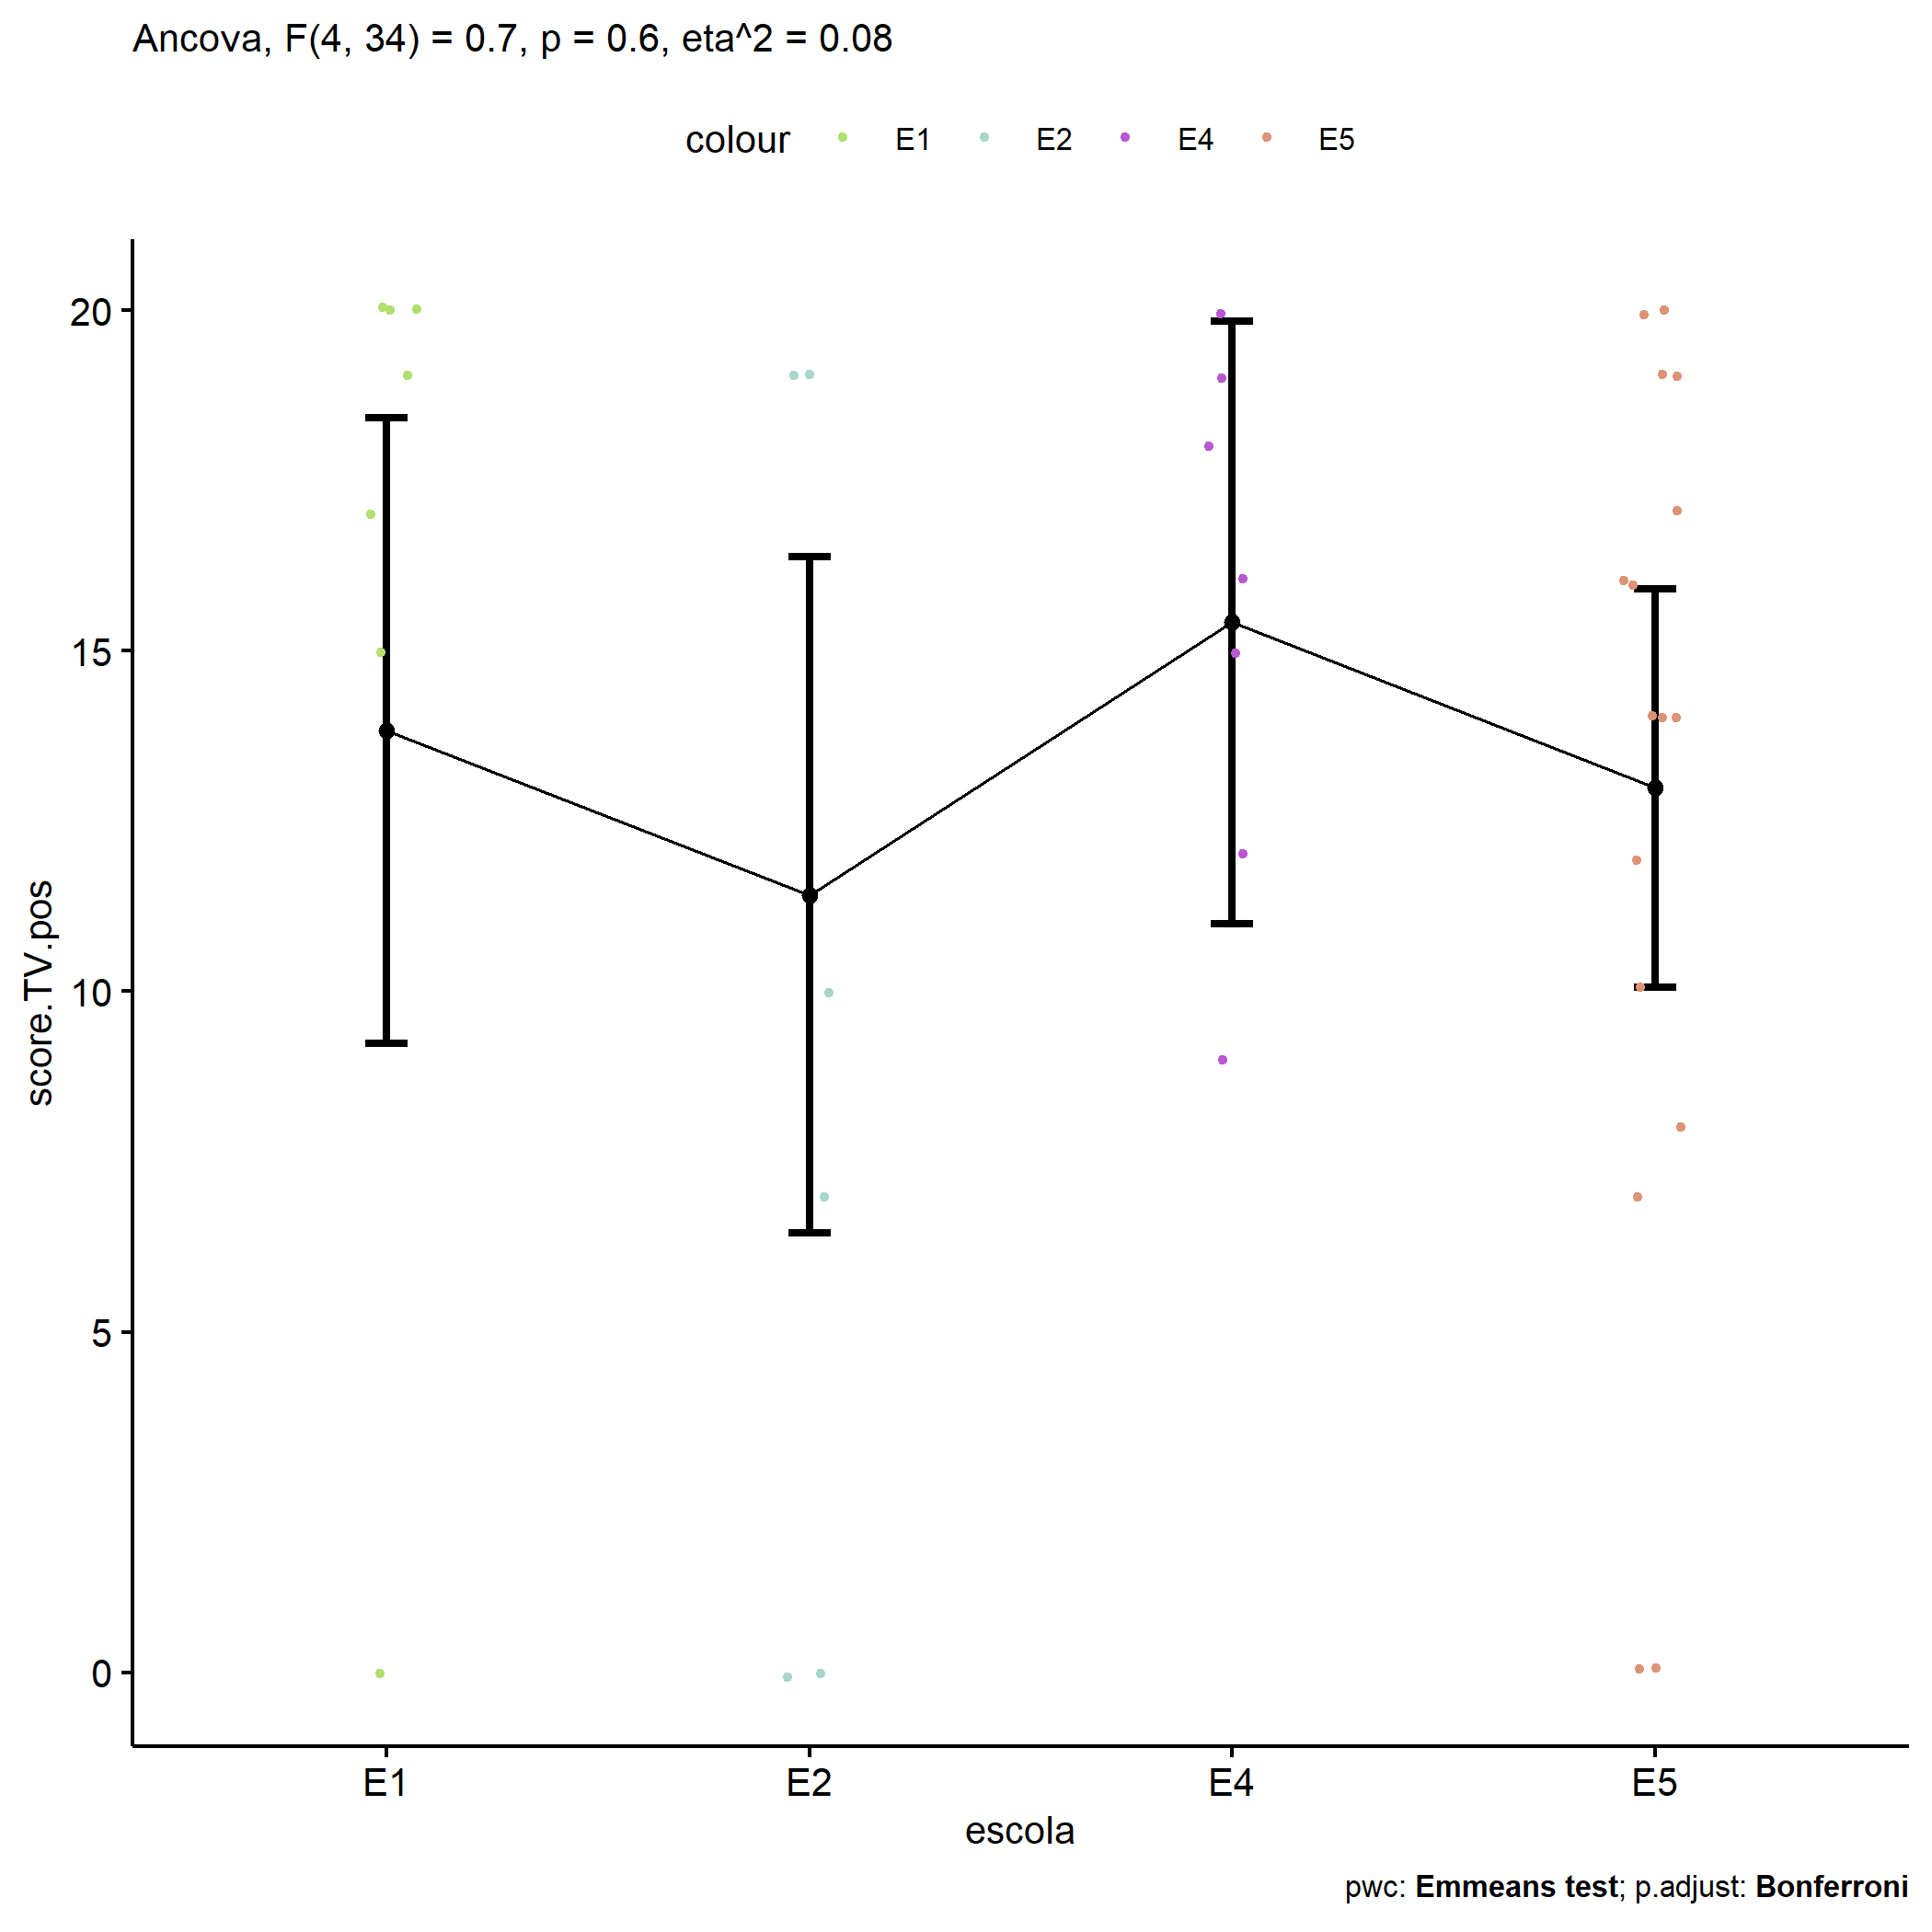 Ancova, F(4, 34) = 0.7, p = 0.6, eta^2 = 0.08
colour E1 E2 E4 E5
20
15
10
5
0
score.TV.pos
E1 E2 E4 E5
escola
pwc: Emmeans test; p.adjust: Bonferroni